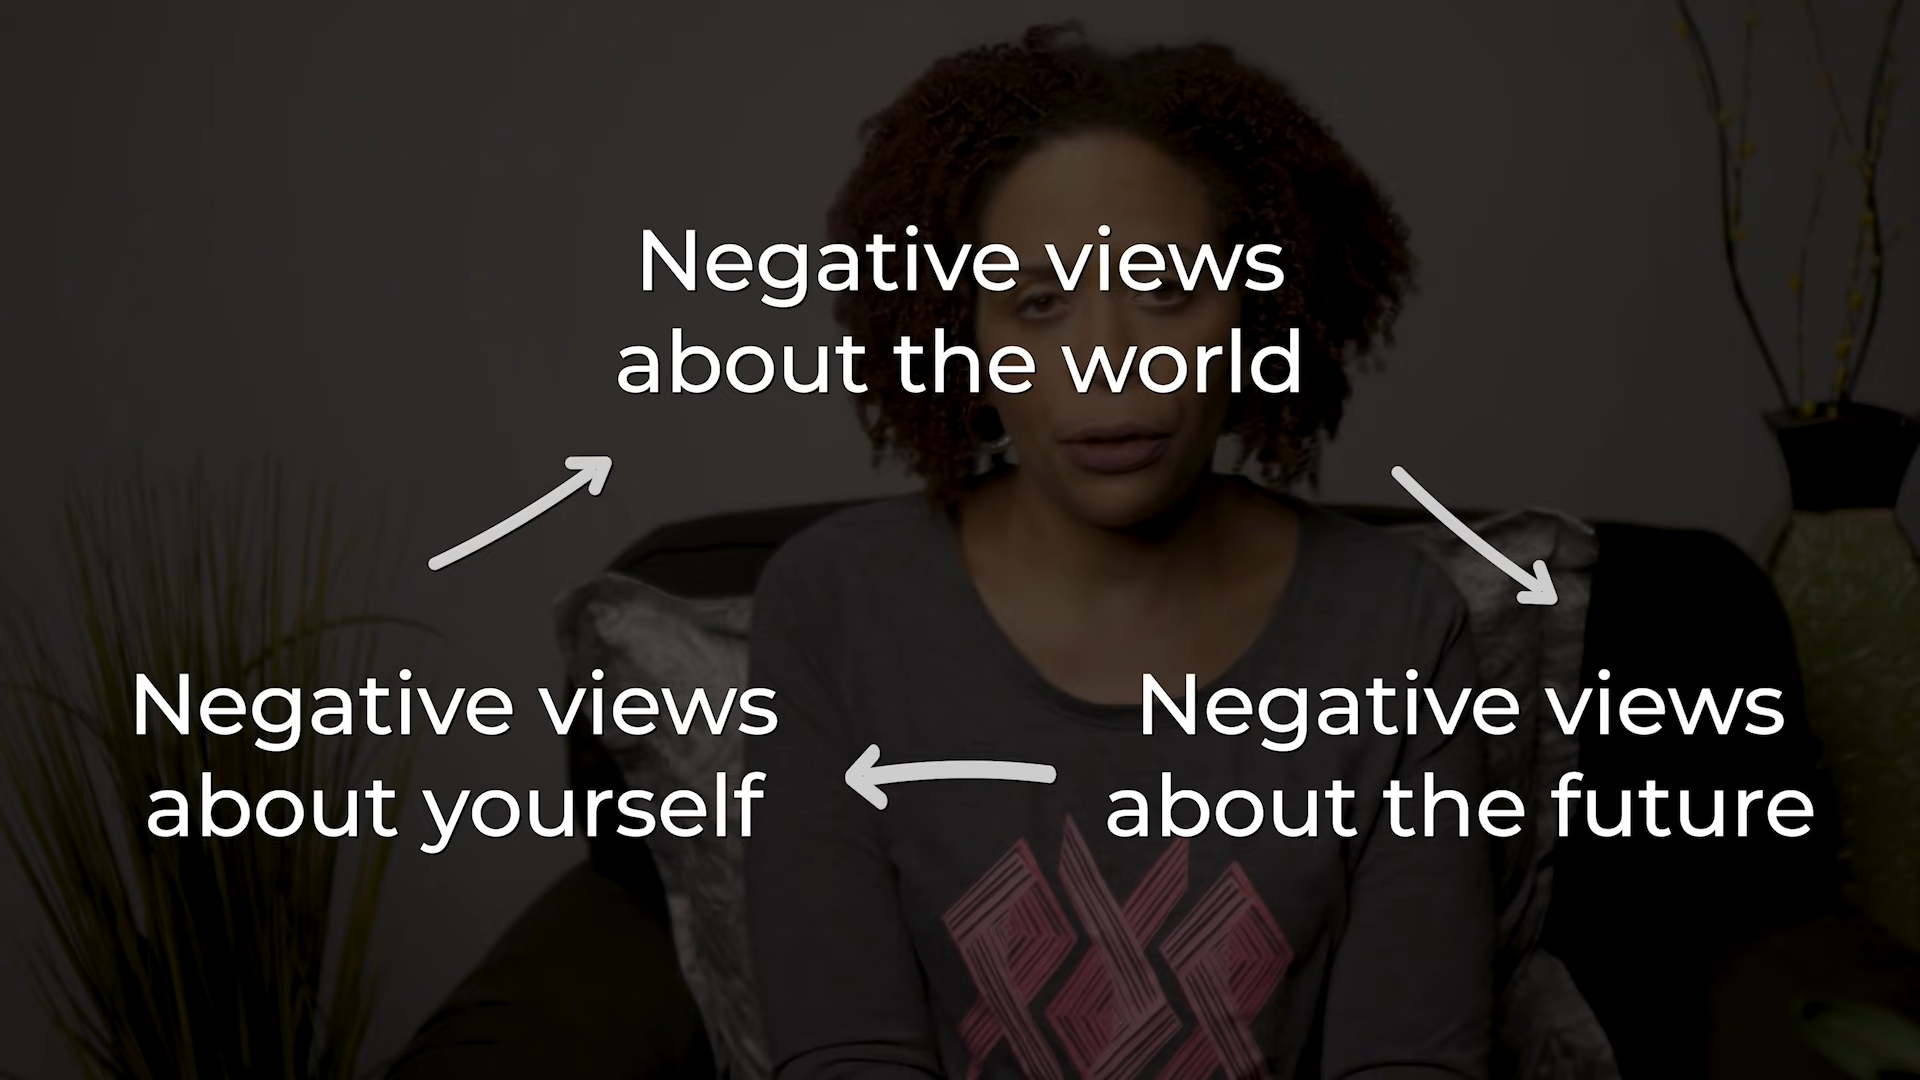 Negative views
about the world
Negative views
about yourself
Negative views
about the future